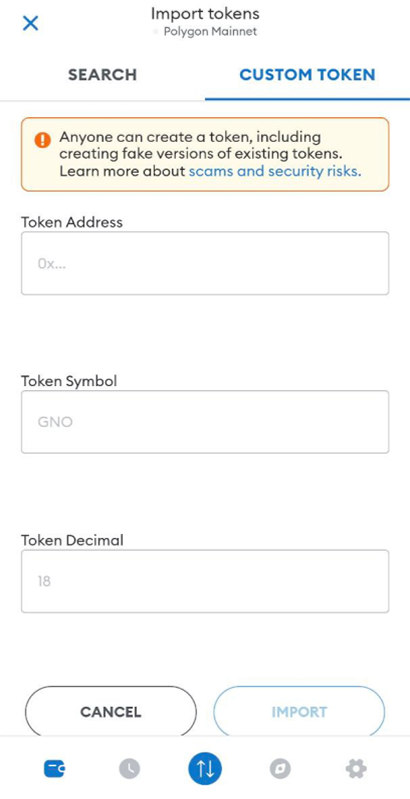 Import tokens
Polygon Mainnet
SEARCH
CUSTOM TOKEN
Anyone can create a token, including
creating fake versions of existing tokens.
Learn more about scams and security risks.
Token Address
0x...
Token Symbol
GNO
Token Decimal
18
CANCEL
IMPORT